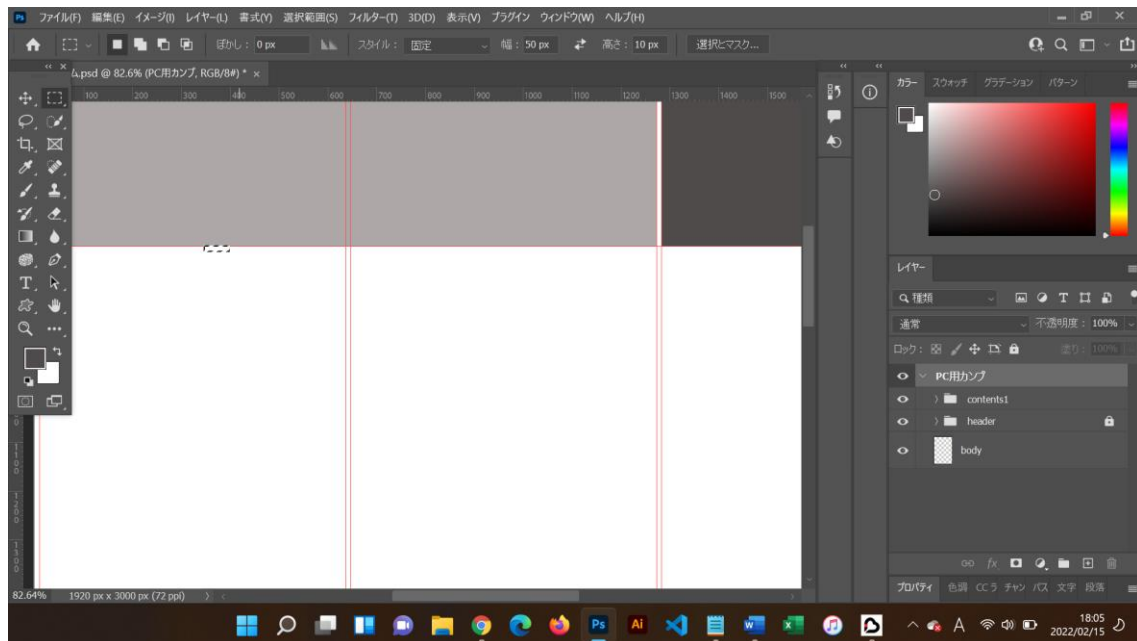 Ps ファイル(F) 編集(E) イメージ(I) レイヤー(L) 書式(Y) 選択範囲(S) フィルター(T) 3D(D) 表示(V) プラグイン ウィンドウ(W) ヘルプ(H)
ぼかし : 0 px スタイル : 固定 幅 : 50 px 高さ : 10 px 選択とマスク...
ム.psd @ 82.6% (PC用カンプ, RGB/8#) * ×
100 200 300 400 500 600 700 800 900 1000 1100 1200 1300 1400 1500
カラー スウォッチ グラデーション パターン
レイヤー
種類
通常 不透明度 : 100%
ロック : 塗り : 100%
PC用カンプ
contents1
header
body
1100
1200
1300
fx
プロパティ 色調 CCラ チャン パス 文字 段落
82.64% 1920 px x 3000 px (72 ppi)
Ps Ai A 18:05
2022/02/15